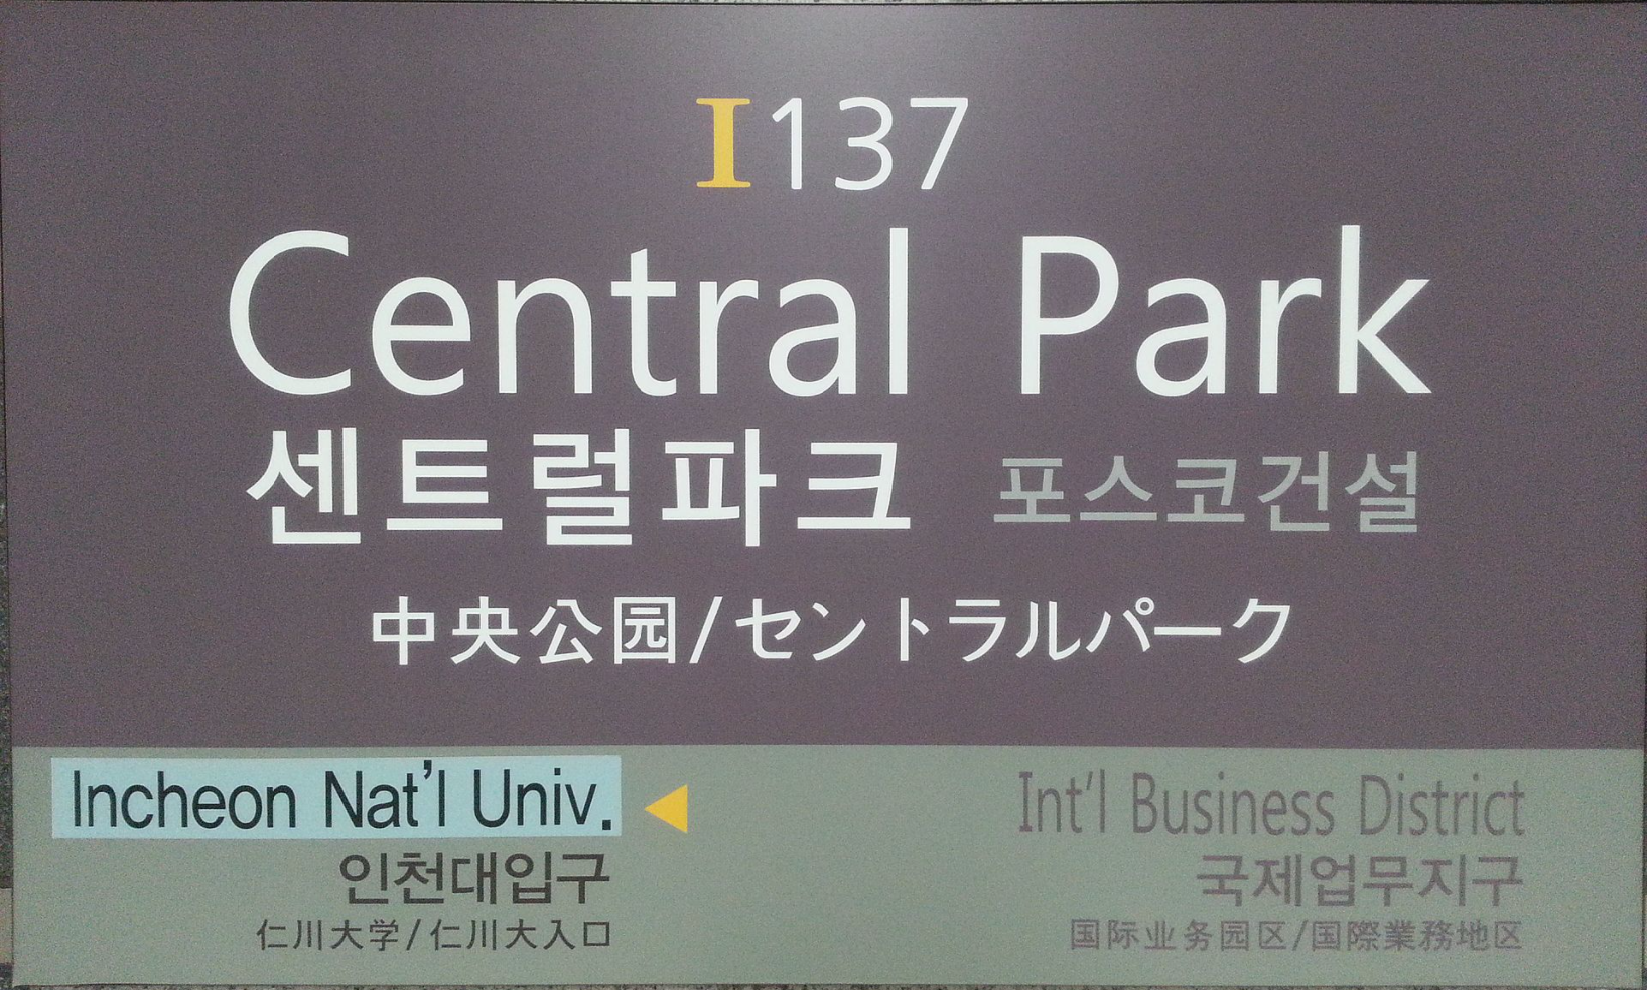 I137
Central Park
센트럴파크 포스코건설
中央公园/セントラルパーク
Incheon Nat'l Univ.
인천대입구
仁川大学/仁川大入口
Int'l Business District
국제업무지구
国际业务园区/国際業務地区